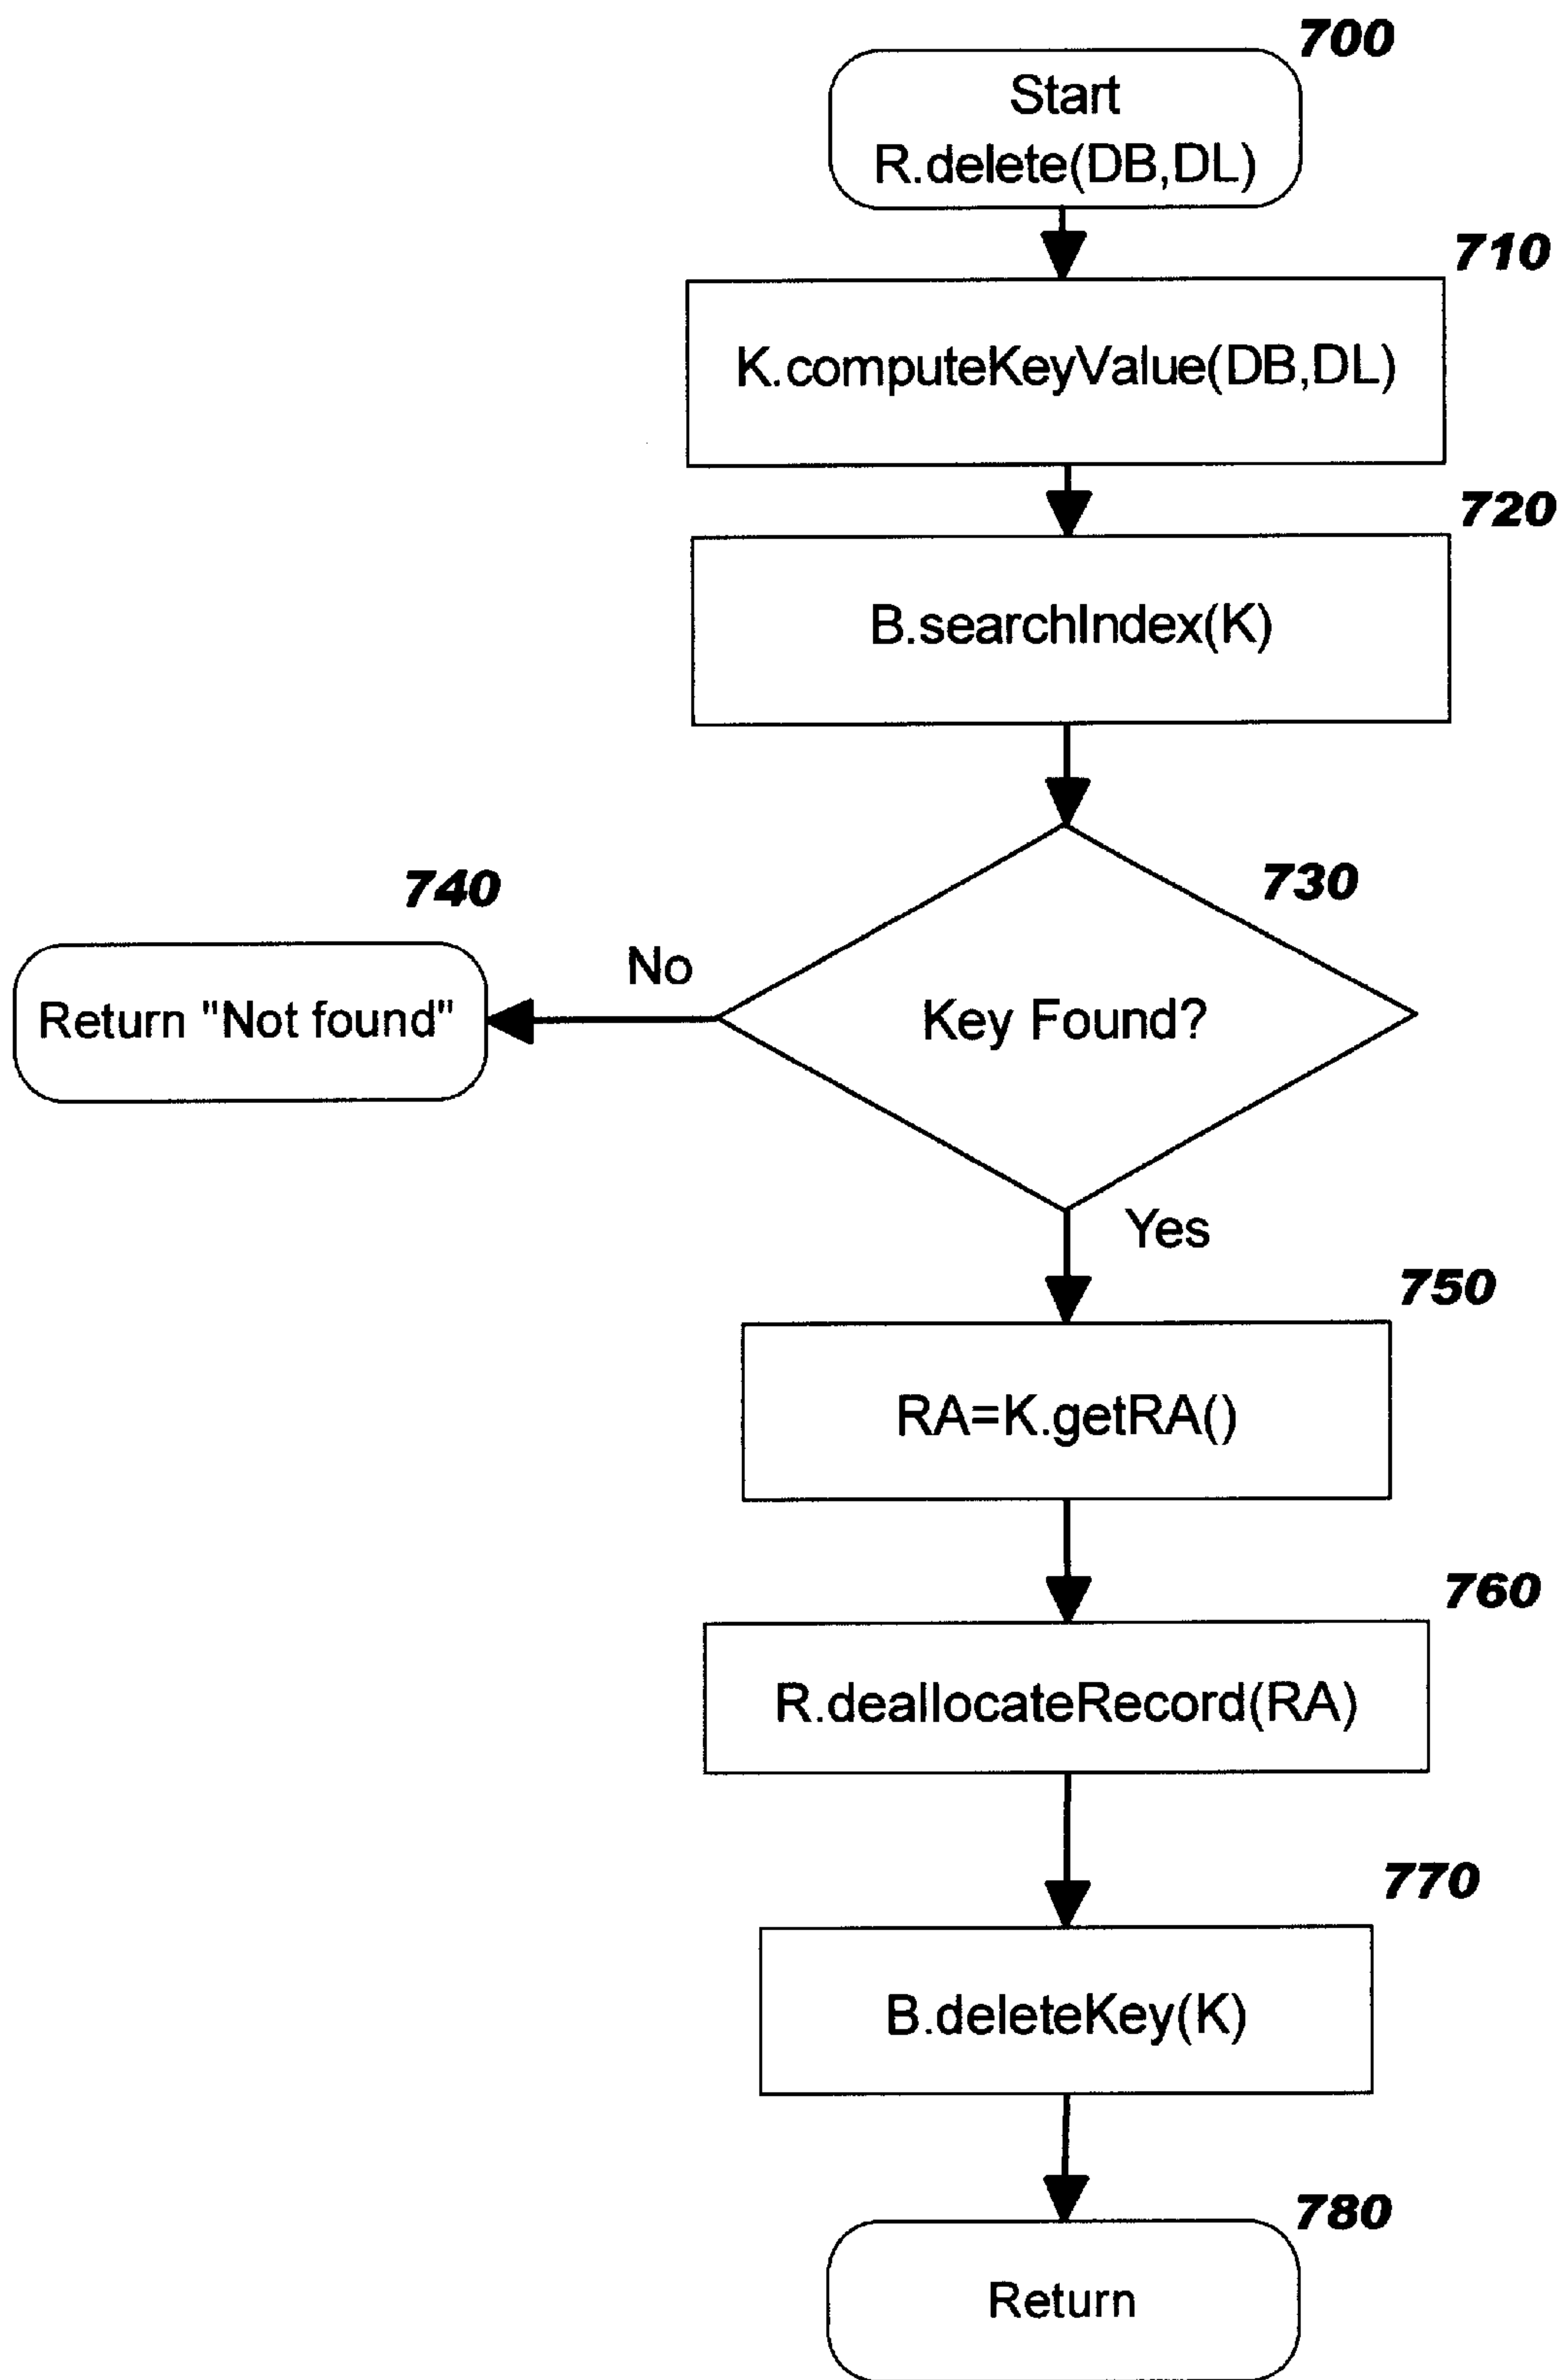 700
Start
R.delete(DB,DL)
710
K.computeKeyValue(DB,DL)
720
B.searchIndex(K)
730
Key Found?
740
No
Return "Not found"
Yes
750
RA=K.getRA()
760
R.deallocateRecord(RA)
770
B.deleteKey(K)
780
Return